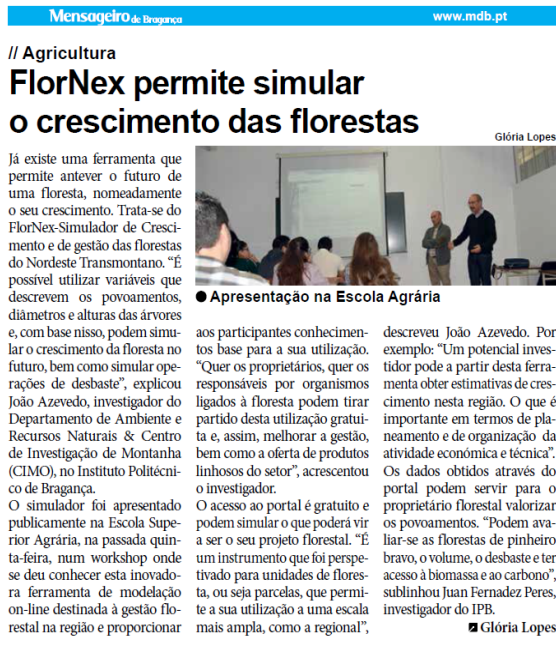 Mensageiro de Bragança
www.mdb.pt
// Agricultura
FlorNex permite simular
o crescimento das florestas
Glória Lopes
Já existe uma ferramenta que
permite antever o futuro de
uma floresta, nomeadamente
o seu crescimento. Trata-se do
FlorNex-Simulador de Cresci-
mento e de gestão das florestas
do Nordeste Transmontano. “É
possível utilizar variáveis que
descrevem os povoamentos,
diâmetros e alturas das árvores
e, com base nisso, podem simu-
lar o crescimento da floresta no
futuro, bem como simular ope-
rações de desbaste”, explicou
João Azevedo, investigador do
Departamento de Ambiente e
Recursos Naturais & Centro
de Investigação de Montanha
(CIMO), no Instituto Politécni-
co de Bragança.
O simulador foi apresentado
publicamente na Escola Supe-
rior Agrária, na passada quin-
ta-feira, num workshop onde
se deu conhecer esta inovado-
ra ferramenta de modelação
on-line destinada à gestão flo-
restal na região e proporcionar
Apresentação na Escola Agrária
aos participantes conhecimen-
tos base para a sua utilização.
“Quer os proprietários, quer os
responsáveis por organismos
ligados à floresta podem tirar
partido desta utilização gratui-
ta e, assim, melhorar a gestão,
bem como a oferta de produtos
linhosos do setor”, acrescentou
o investigador.
O acesso ao portal é gratuito e
podem simular o que poderá vir
a ser o seu projeto florestal. “É
um instrumento que foi perspe-
tivado para unidades de flores-
ta, ou seja parcelas, que permi-
te a sua utilização a uma escala
mais ampla, como a regional”,
descreveu João Azevedo. Por
exemplo: “Um potencial inves-
tidor pode a partir desta ferra-
menta obter estimativas de cres-
cimento nesta região. O que é
importante em termos de pla-
neamento e de organização da
atividade económica e técnica”.
Os dados obtidos através do
portal podem servir para o
proprietário florestal valorizar
os povoamentos. “Podem ava-
liar-se as florestas de pinheiro
bravo, o volume, o desbaste e ter
acesso à biomassa e ao carbono”,
sublinhou Juan Fernadez Peres,
investigador do IPB.
Glória Lopes